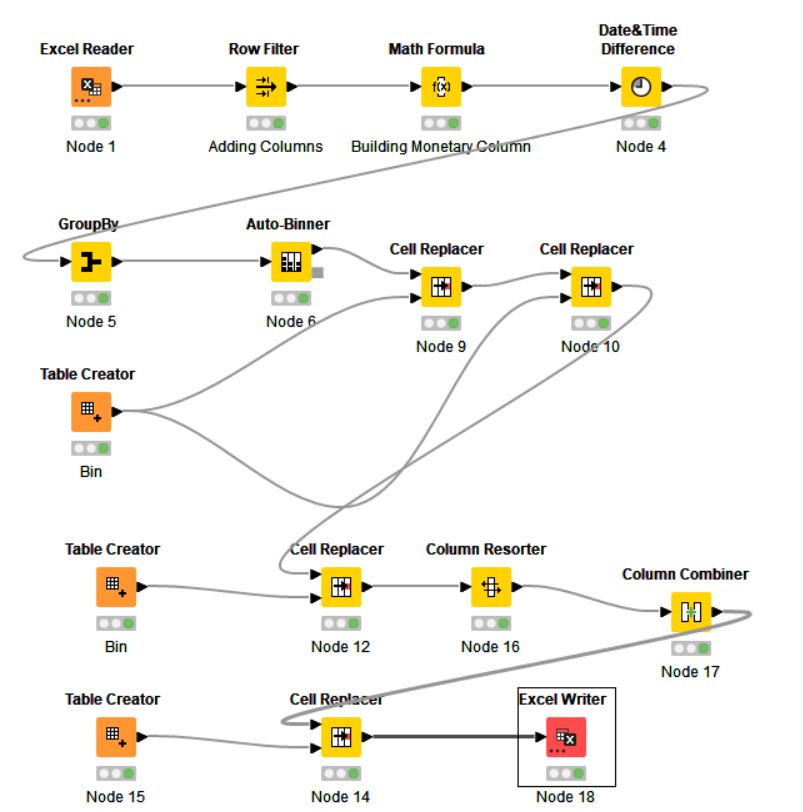 Date&Time
Excel Reader Row Filter Math Formula Difference
f(x)
Node 1 Adding Columns Building Monetary Column Node 4
GroupBy Auto-Binner
Cell Replacer Cell Replacer
Node 5 Node 6
Node 9 Node 10
Table Creator
Bin
Table Creator Cell Replacer Column Resorter
Column Combiner
Bin Node 12 Node 16
Node 17
Table Creator Cell Replacer Excel Writer
Node 15 Node 14 Node 18